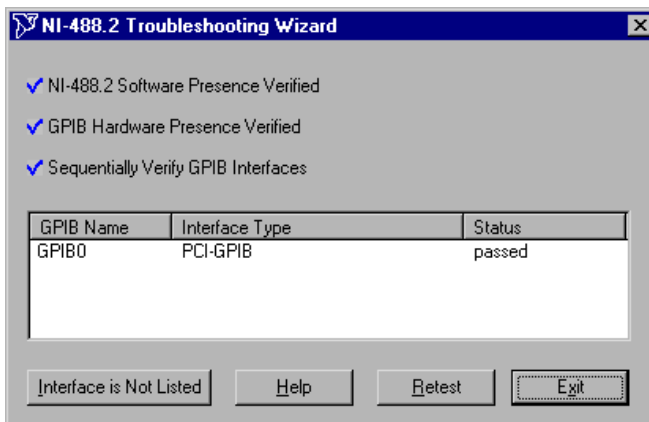 NI-488.2 Troubleshooting Wizard
NI-488.2 Software Presence Verified
GPIB Hardware Presence Verified
Sequentially Verify GPIB Interfaces
GPIB Name Interface Type Status
GPIB0 PCI-GPIB passed
Interface is Not Listed Help Retest Exit